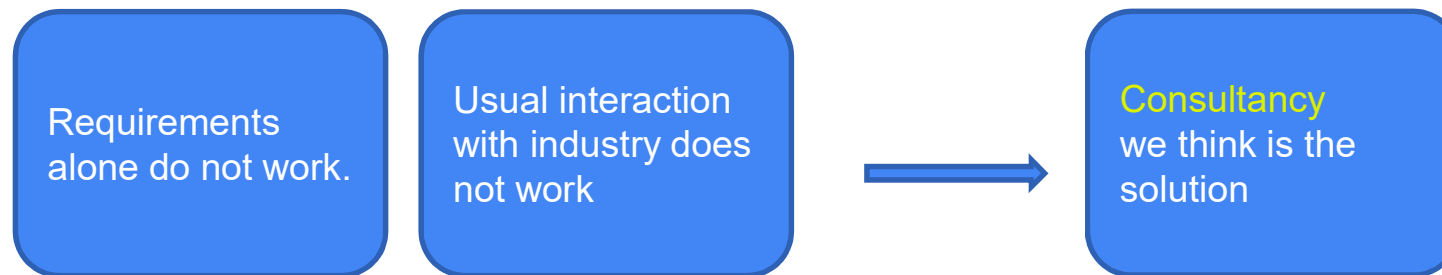 Requirements
alone do not work.
Usual interaction
with industry does
not work
Consultancy
we think is the
solution